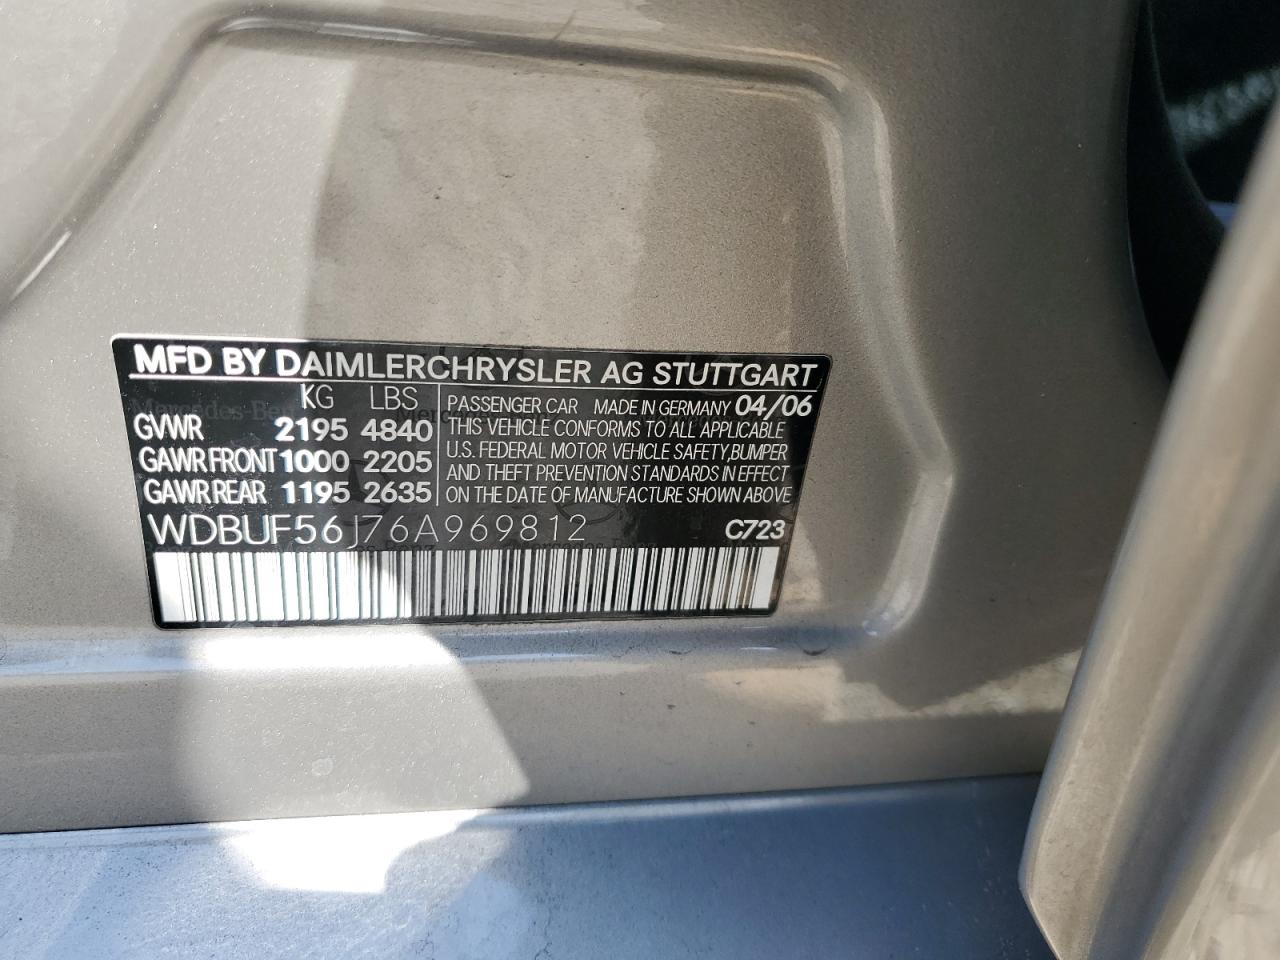 MFD BY DAIMLERCHRYSLER AG STUTTGART
KG LBS
GVWR 2195 4840
GAWR FRONT 1000 2205
GAWR REAR 1195 2635
PASSENGER CAR MADE IN GERMANY 04/06
THIS VEHICLE CONFORMS TO ALL APPLICABLE
U.S. FEDERAL MOTOR VEHICLE SAFETY, BUMPER
AND THEFT PREVENTION STANDARDS IN EFFECT
ON THE DATE OF MANUFACTURE SHOWN ABOVE
WDBUF56J76A969812 C723